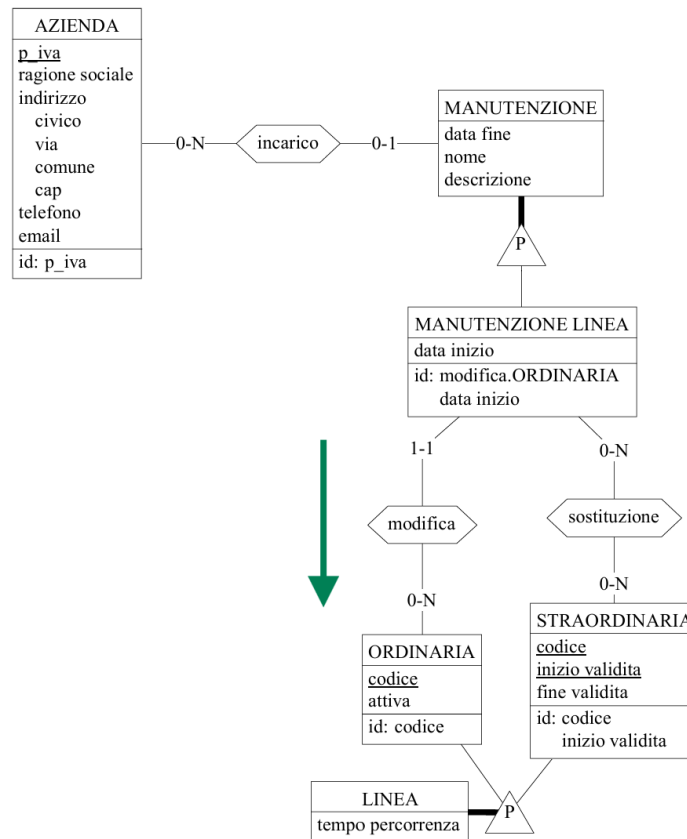 AZIENDA
p_iva
ragione sociale
indirizzo
civico
via
comune
cap
telefono
email
id: p_iva
0-N
incarico
0-1
MANUTENZIONE
data fine
nome
descrizione
P
MANUTENZIONE LINEA
data inizio
id: modifica.ORDINARIA
data inizio
1-1
0-N
modifica
sostituzione
0-N
0-N
ORDINARIA
codice
attiva
id: codice
STRAORDINARIA
codice
inizio validita
fine validita
id: codice
inizio validita
LINEA
tempo percorrenza
P